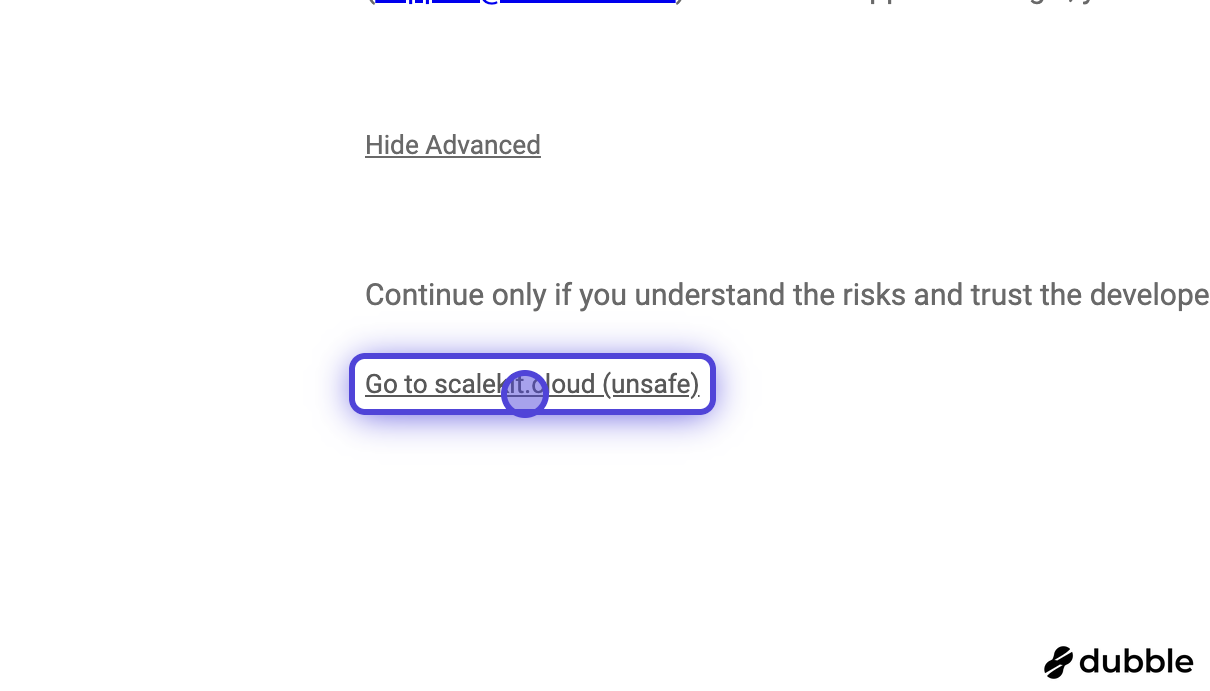 Hide Advanced
Continue only if you understand the risks and trust the develope
Go to scalekit.cloud (unsafe)
dubble